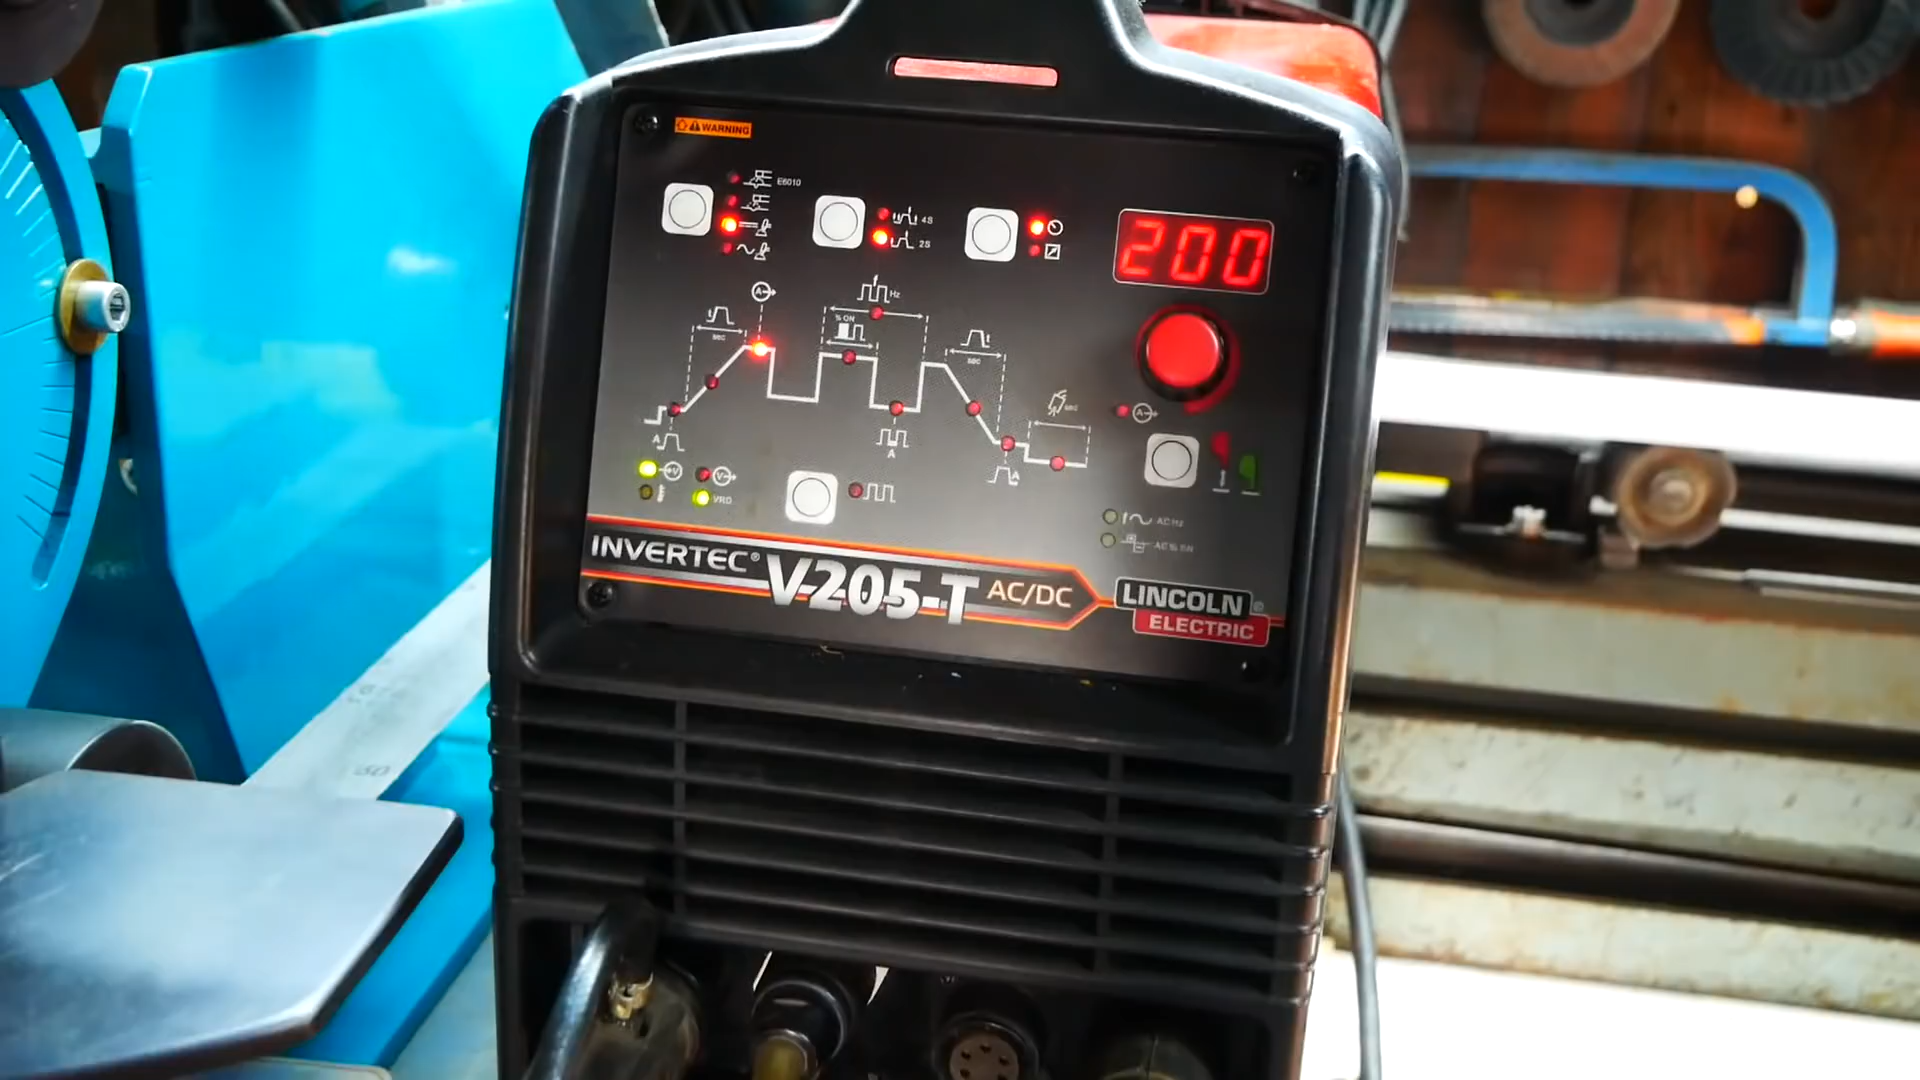 WARNING
E6010
4S
2S
200
Hz
% ON
SEC
SEC
SEC
A
A
A
A
A
V
V
VRD
AC Hz
AC % EN
INVERTEC® V205-T AC/DC
LINCOLN ®
ELECTRIC